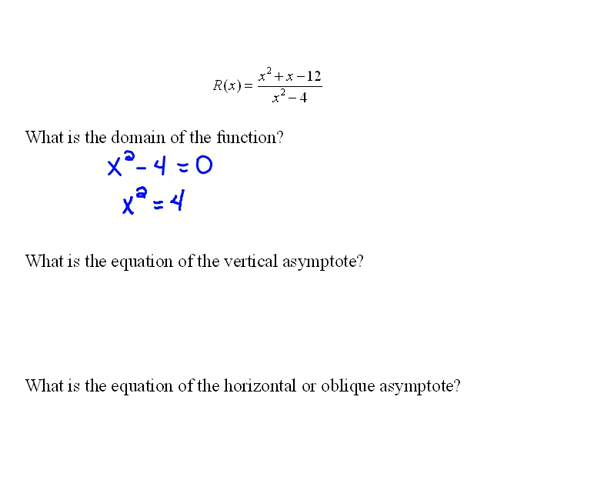 R(x) = x² + x − 12 / x² − 4
What is the domain of the function?
x² − 4 = 0
x² = 4
What is the equation of the vertical asymptote?
What is the equation of the horizontal or oblique asymptote?